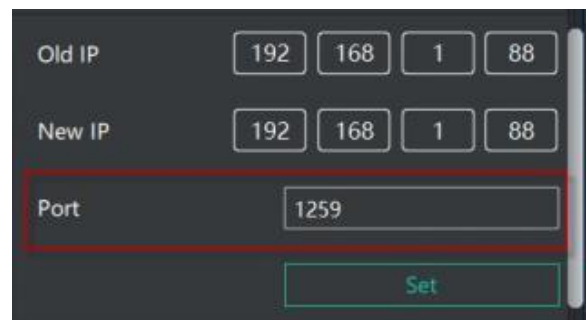 Old IP 192 168 1 88
New IP 192 168 1 88
Port 1259
Set